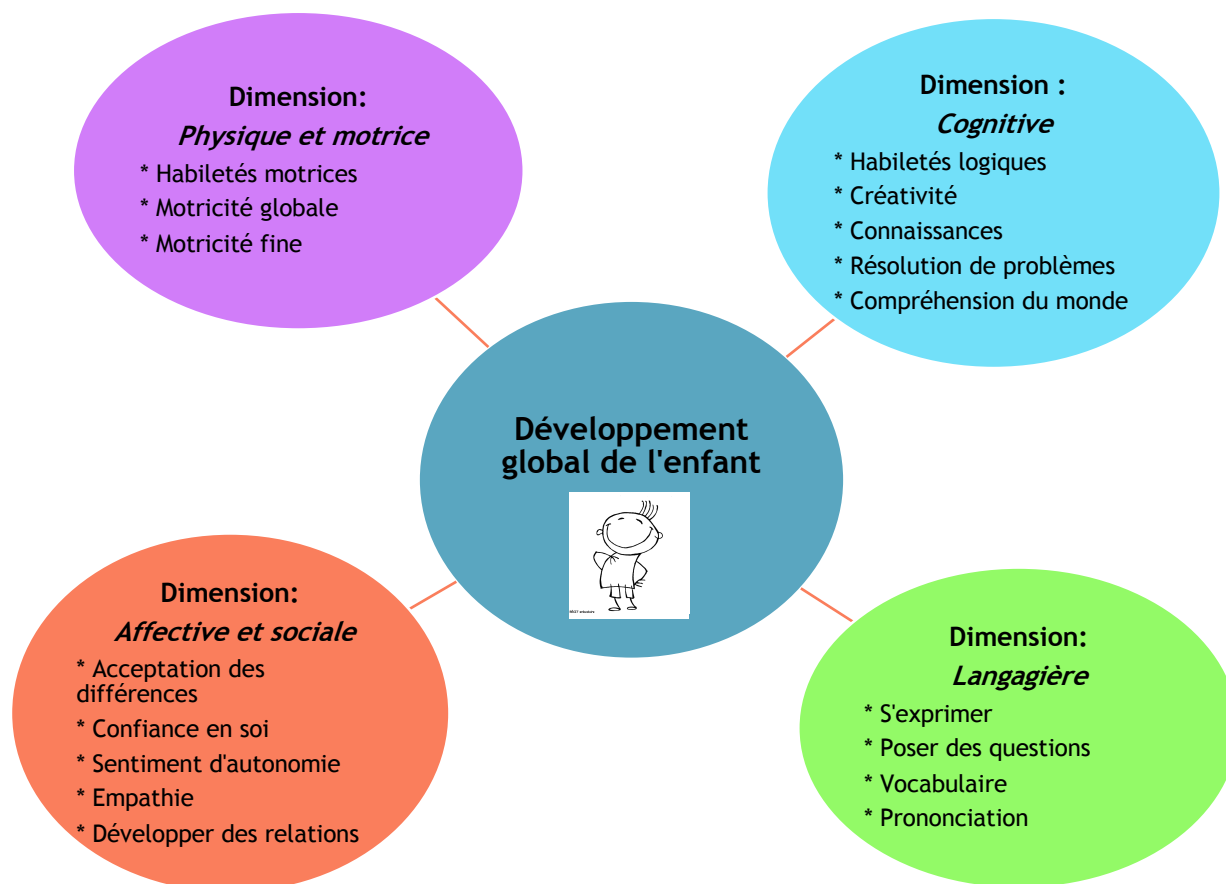 Dimension:
Physique et motrice
* Habiletés motrices
* Motricité globale
* Motricité fine
Dimension :
Cognitive
* Habiletés logiques
* Créativité
* Connaissances
* Résolution de problèmes
* Compréhension du monde
Développement
global de l'enfant
Dimension:
Affective et sociale
* Acceptation des
différences
* Confiance en soi
* Sentiment d'autonomie
* Empathie
* Développer des relations
Dimension:
Langagière
* S'exprimer
* Poser des questions
* Vocabulaire
* Prononciation